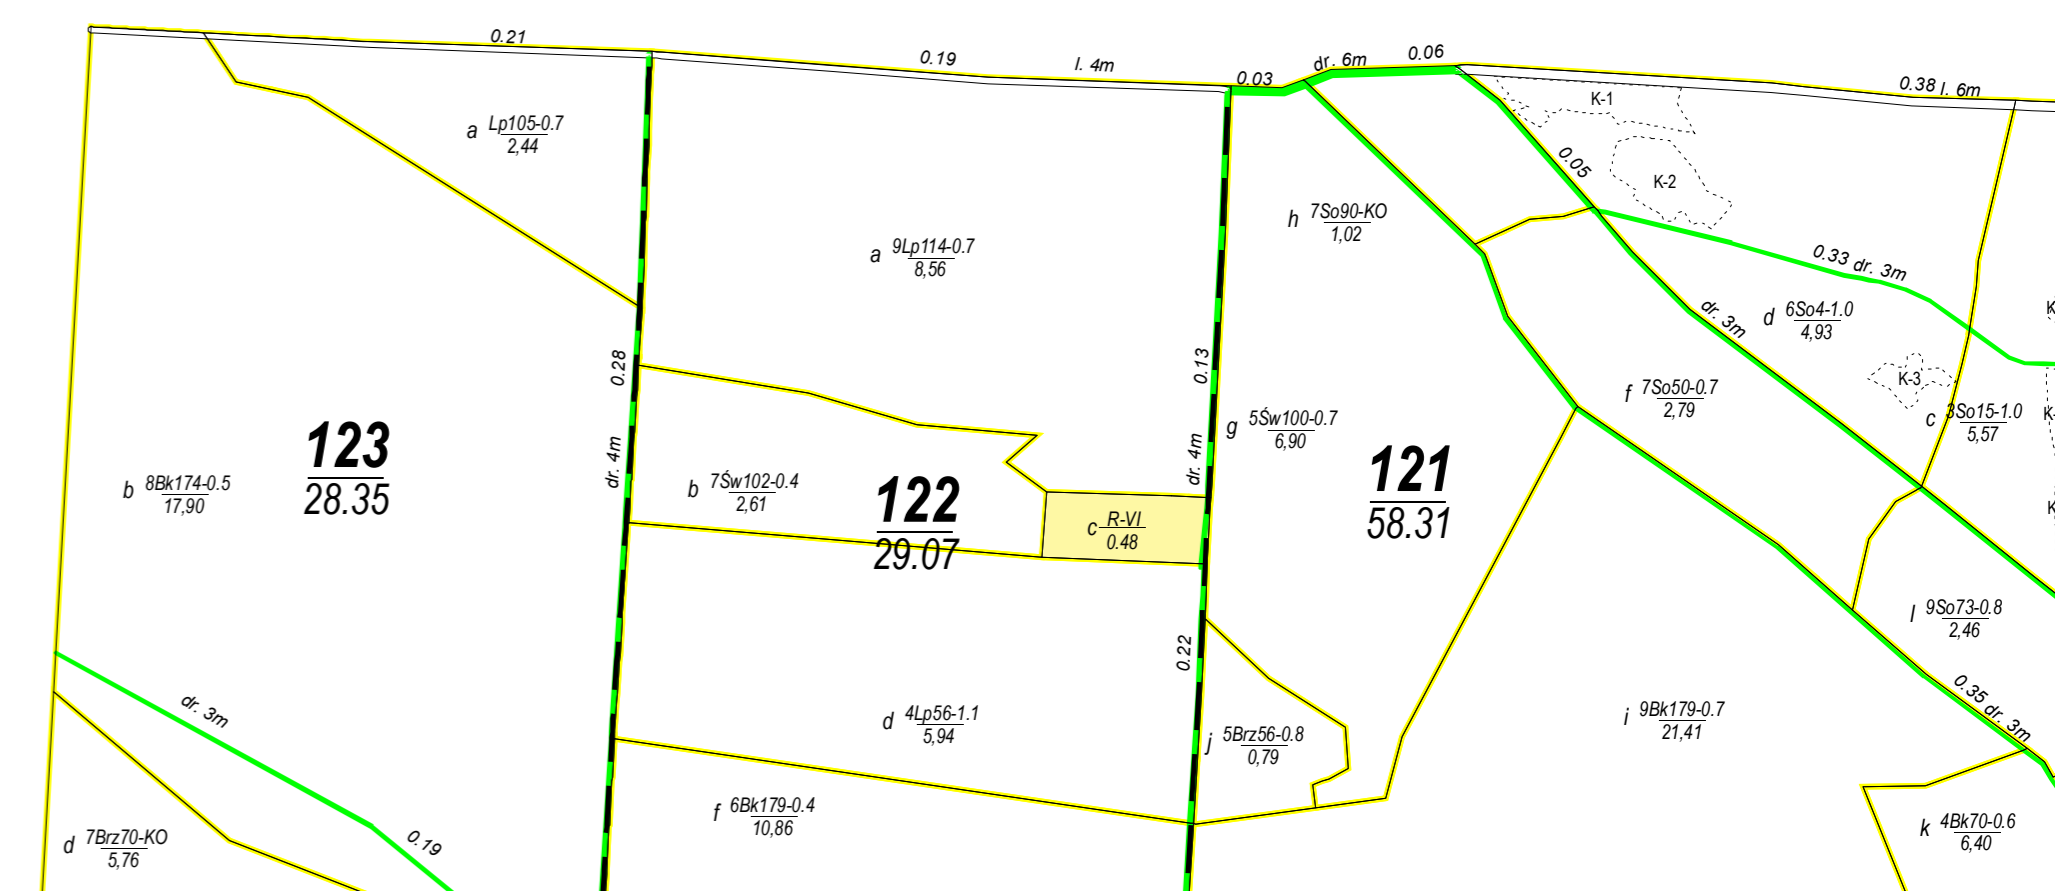 0.21
0.19
l. 4m
0.03
dr. 6m
0.06
0.38 l. 6m
K-1
a Lp105-0.7
2,44
0.05
K-2
h 7So90-KO
1,02
a 9Lp114-0.7
8,56
0.33 dr. 3m
dr. 3m
d 6So4-1.0
4,93
0.28
0.13
K-3
f 7So50-0.7
2,79
c 3So15-1.0
5,57
g 5Św100-0.7
6,90
123
28.35
dr. 4m
dr. 4m
121
58.31
b 8Bk174-0.5
17,90
b 7Św102-0.4
2,61
122
29.07
c R-VI
0.48
l 9So73-0.8
2,46
0.22
dr. 3m
d 4Lp56-1.1
5,94
j 5Brz56-0.8
0,79
i 9Bk179-0.7
21,41
0.35 dr. 3m
f 6Bk179-0.4
10,86
k 4Bk70-0.6
6,40
d 7Brz70-KO
5,76
0.19